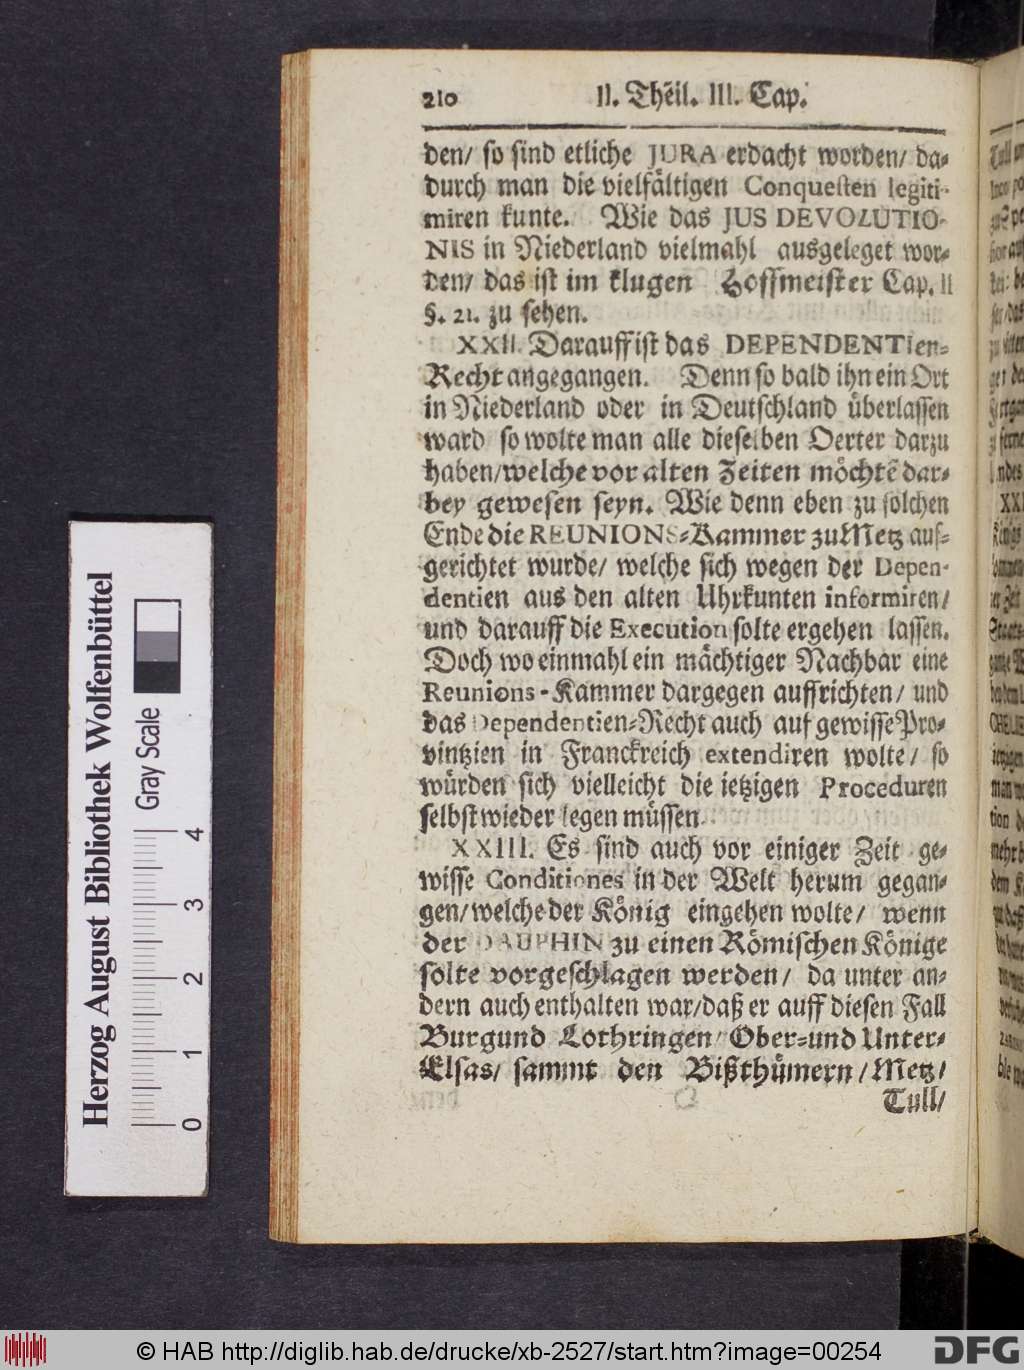 210 II. Thẽil. III. Cap.
den/ so sind etliche JURA erdacht worden/ da-
durch man die vielfältigen Conquesten legiti-
miren kunte. Wie das JUS DEVOLUTIO-
NIS in Niederland vielmahl ausgeleget wor-
den/ das ist im klugen Hoffmeister Cap. II
§. 21. zu sehen.
XXII. Darauff ist das DEPENDENTien-
Recht angegangen. Denn so bald ihn ein Ort
in Niederland oder in Deutschland überlassen
ward so wolte man alle dieselben Oerter darzu
haben/welche vor alten Zeiten möchtẽ dar-
bey gewesen seyn. Wie denn eben zu solchen
Ende die REUNIONS-Kammer zu Metz auf-
gerichtet wurde/ welche sich wegen der Depen-
dentien aus den alten Uhrkunten informiren/
und darauff die Execution solte ergehen lassen.
Doch wo einmahl ein mächtiger Nachbar eine
Reunions-Kammer dargegen auffrichten/ und
das Dependentien-Recht auch auf gewisse Pro-
vintzien in Franckreich extendiren wolte/ so
würden sich vielleicht die ietzigen Proceduren
selbst wieder legen müssen.
XXIII. Es sind auch vor einiger Zeit ge-
wisse Conditiones in der Welt herum gegan-
gen/welche der König eingehen wolte/ wenn
der DAUPHIN zu einen Römischen Könige
solte vorgeschlagen werden/ da unter an-
dern auch enthalten war/daß er auff diesen Fall
Burgund Lothringen/ Ober-und Unter-
Elsas/ sammt den Bißthümern/Metz/
Tull/
Herzog August Bibliothek Wolfenbüttel
Gray Scale
0 1 2 3 4
© HAB http://diglib.hab.de/drucke/xb-2527/start.htm?image=00254
DFG